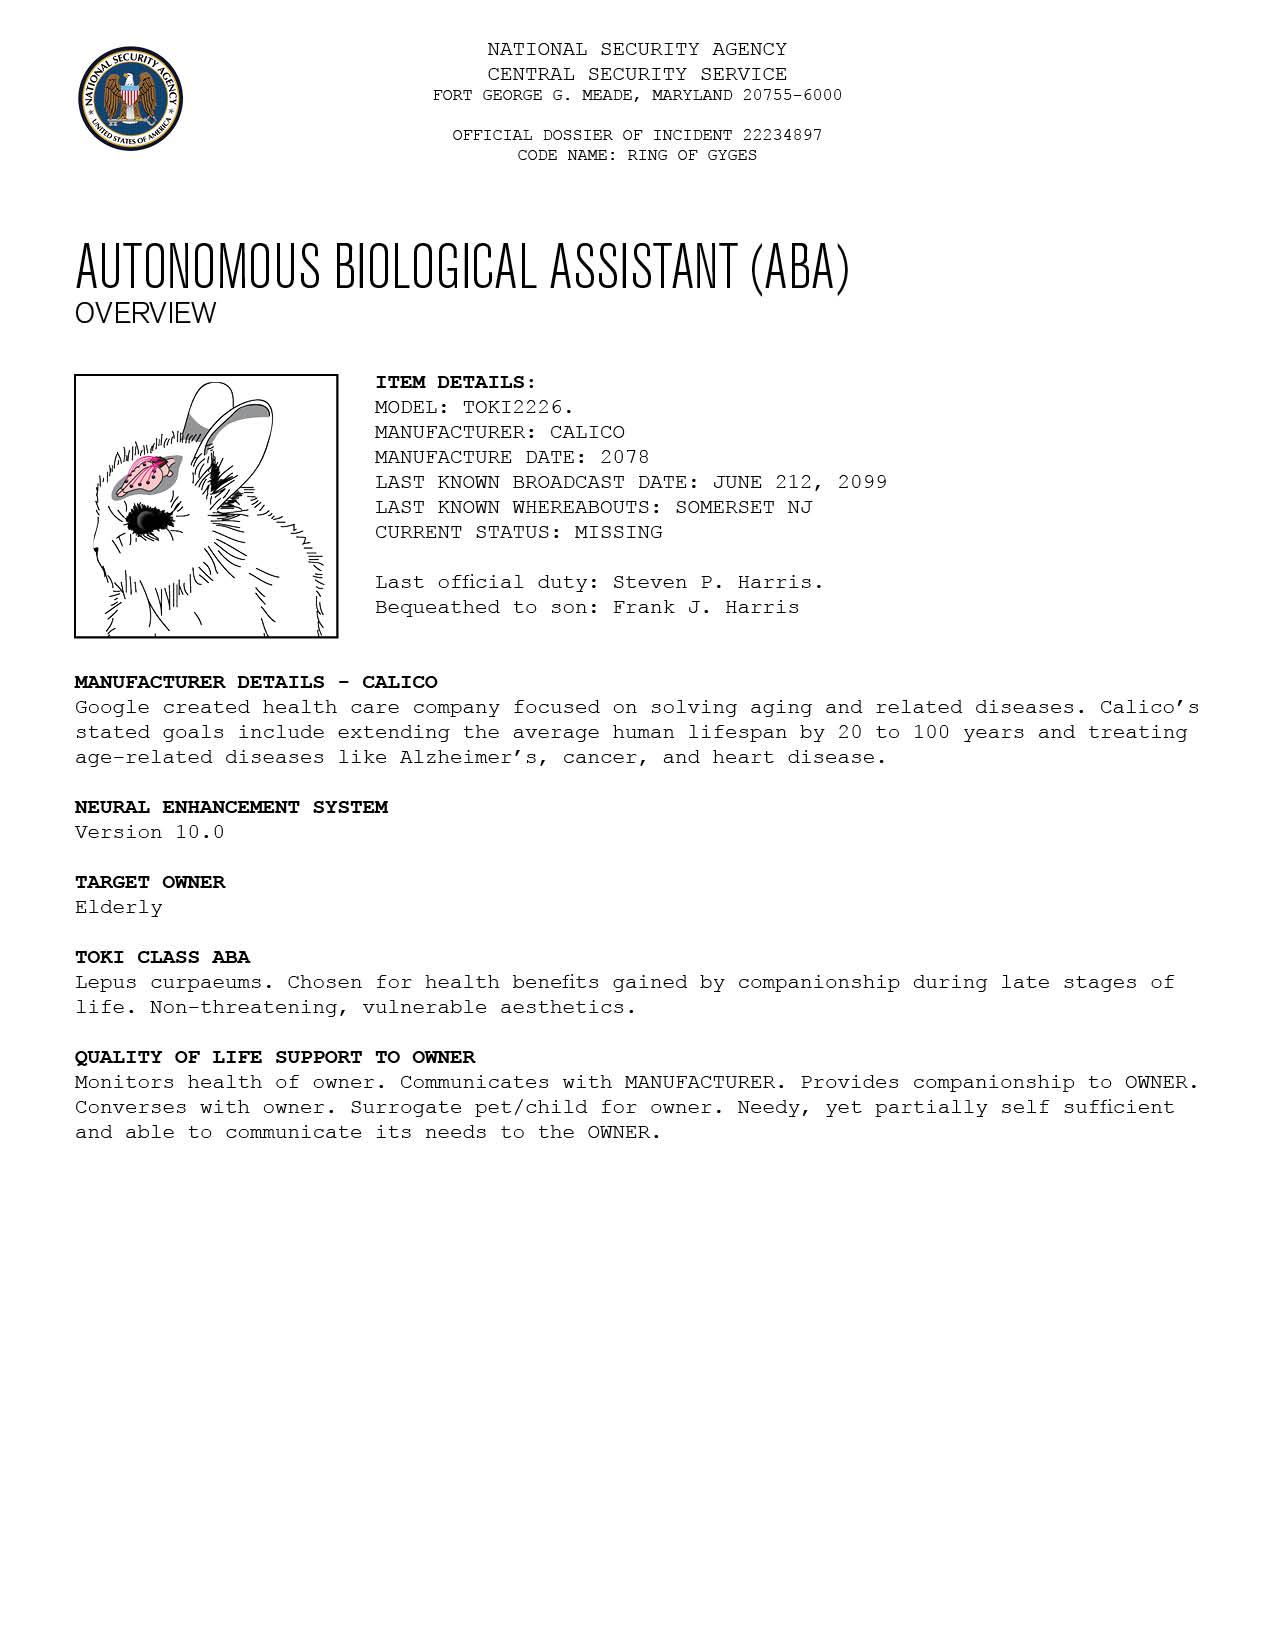 NATIONAL SECURITY AGENCY
CENTRAL SECURITY SERVICE
FORT GEORGE G. MEADE, MARYLAND 20755-6000
OFFICIAL DOSSIER OF INCIDENT 22234897
CODE NAME: RING OF GYGES
NATIONAL SECURITY AGENCY
UNITED STATES OF AMERICA
AUTONOMOUS BIOLOGICAL ASSISTANT (ABA)
OVERVIEW
ITEM DETAILS:
MODEL: TOKI2226.
MANUFACTURER: CALICO
MANUFACTURE DATE: 2078
LAST KNOWN BROADCAST DATE: JUNE 212, 2099
LAST KNOWN WHEREABOUTS: SOMERSET NJ
CURRENT STATUS: MISSING
Last official duty: Steven P. Harris.
Bequeathed to son: Frank J. Harris
MANUFACTURER DETAILS - CALICO
Google created health care company focused on solving aging and related diseases. Calico’s
stated goals include extending the average human lifespan by 20 to 100 years and treating
age-related diseases like Alzheimer’s, cancer, and heart disease.
NEURAL ENHANCEMENT SYSTEM
Version 10.0
TARGET OWNER
Elderly
TOKI CLASS ABA
Lepus curpaeums. Chosen for health benefits gained by companionship during late stages of
life. Non-threatening, vulnerable aesthetics.
QUALITY OF LIFE SUPPORT TO OWNER
Monitors health of owner. Communicates with MANUFACTURER. Provides companionship to OWNER.
Converses with owner. Surrogate pet/child for owner. Needy, yet partially self sufficient
and able to communicate its needs to the OWNER.